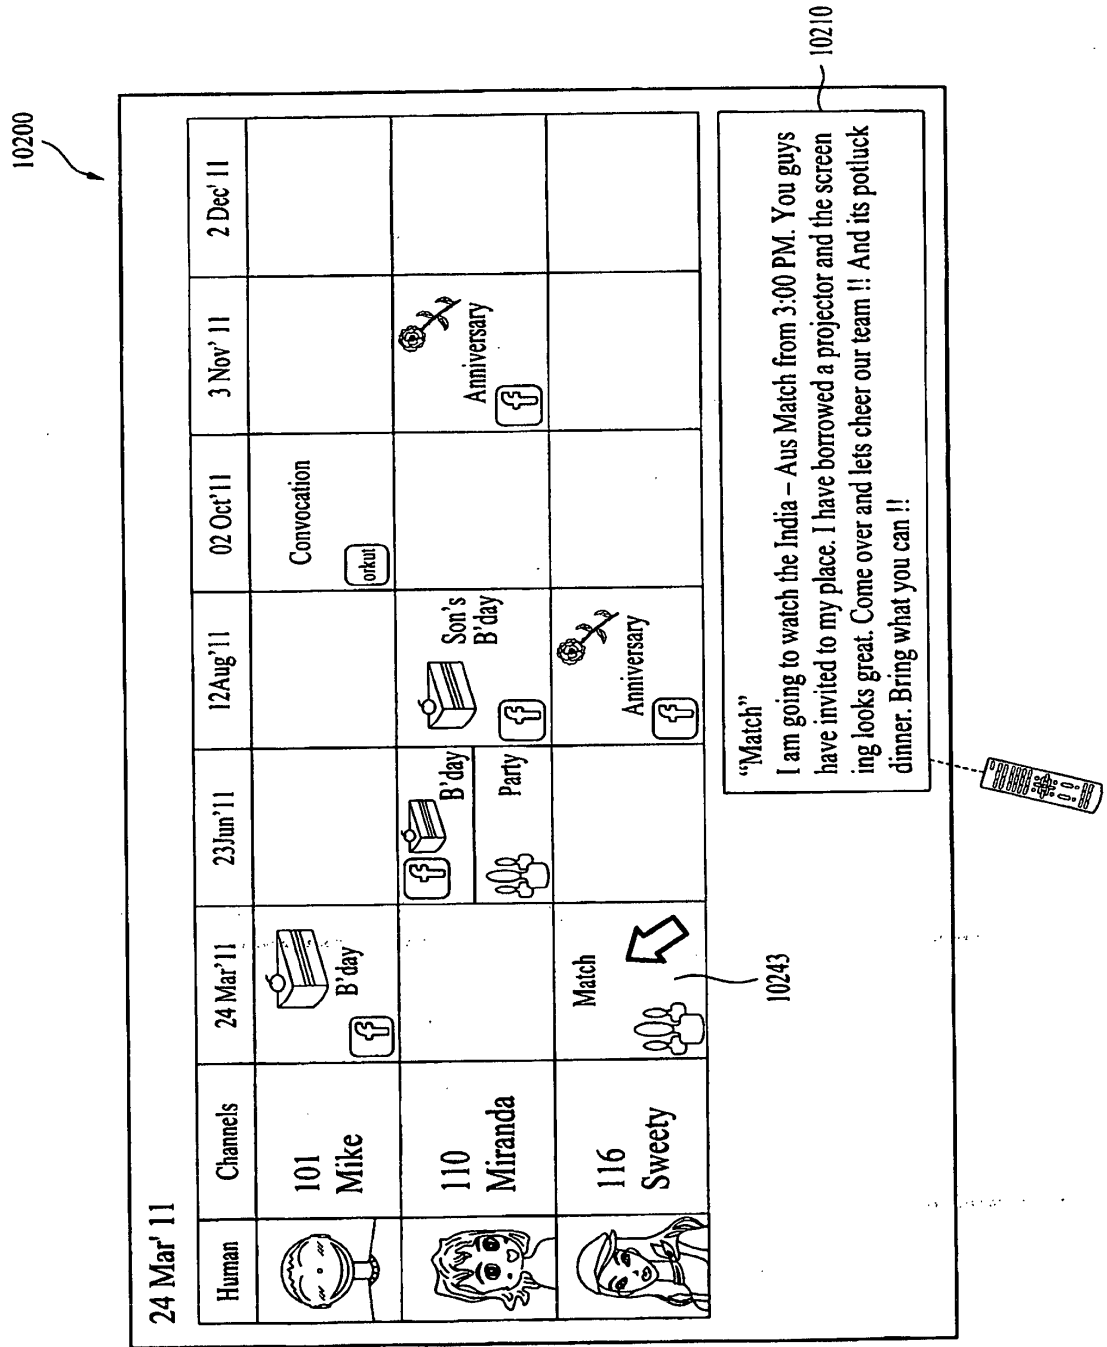 10200
24 Mar' 11
Human Channels 24 Mar'11 23Jun'11 12Aug'11 02 Oct'11 3 Nov' 11 2 Dec' 11
101
Mike
B'day
f
Convocation
orkut
110
Miranda
f
B'day
Party
Son's
B'day
f
Anniversary
f
116
Sweety
Match
Anniversary
f
10243
10210
“Match”
I am going to watch the India – Aus Match from 3:00 PM. You guys
have invited to my place. I have borrowed a projector and the screen
ing looks great. Come over and lets cheer our team !! And its potluck
dinner. Bring what you can !!